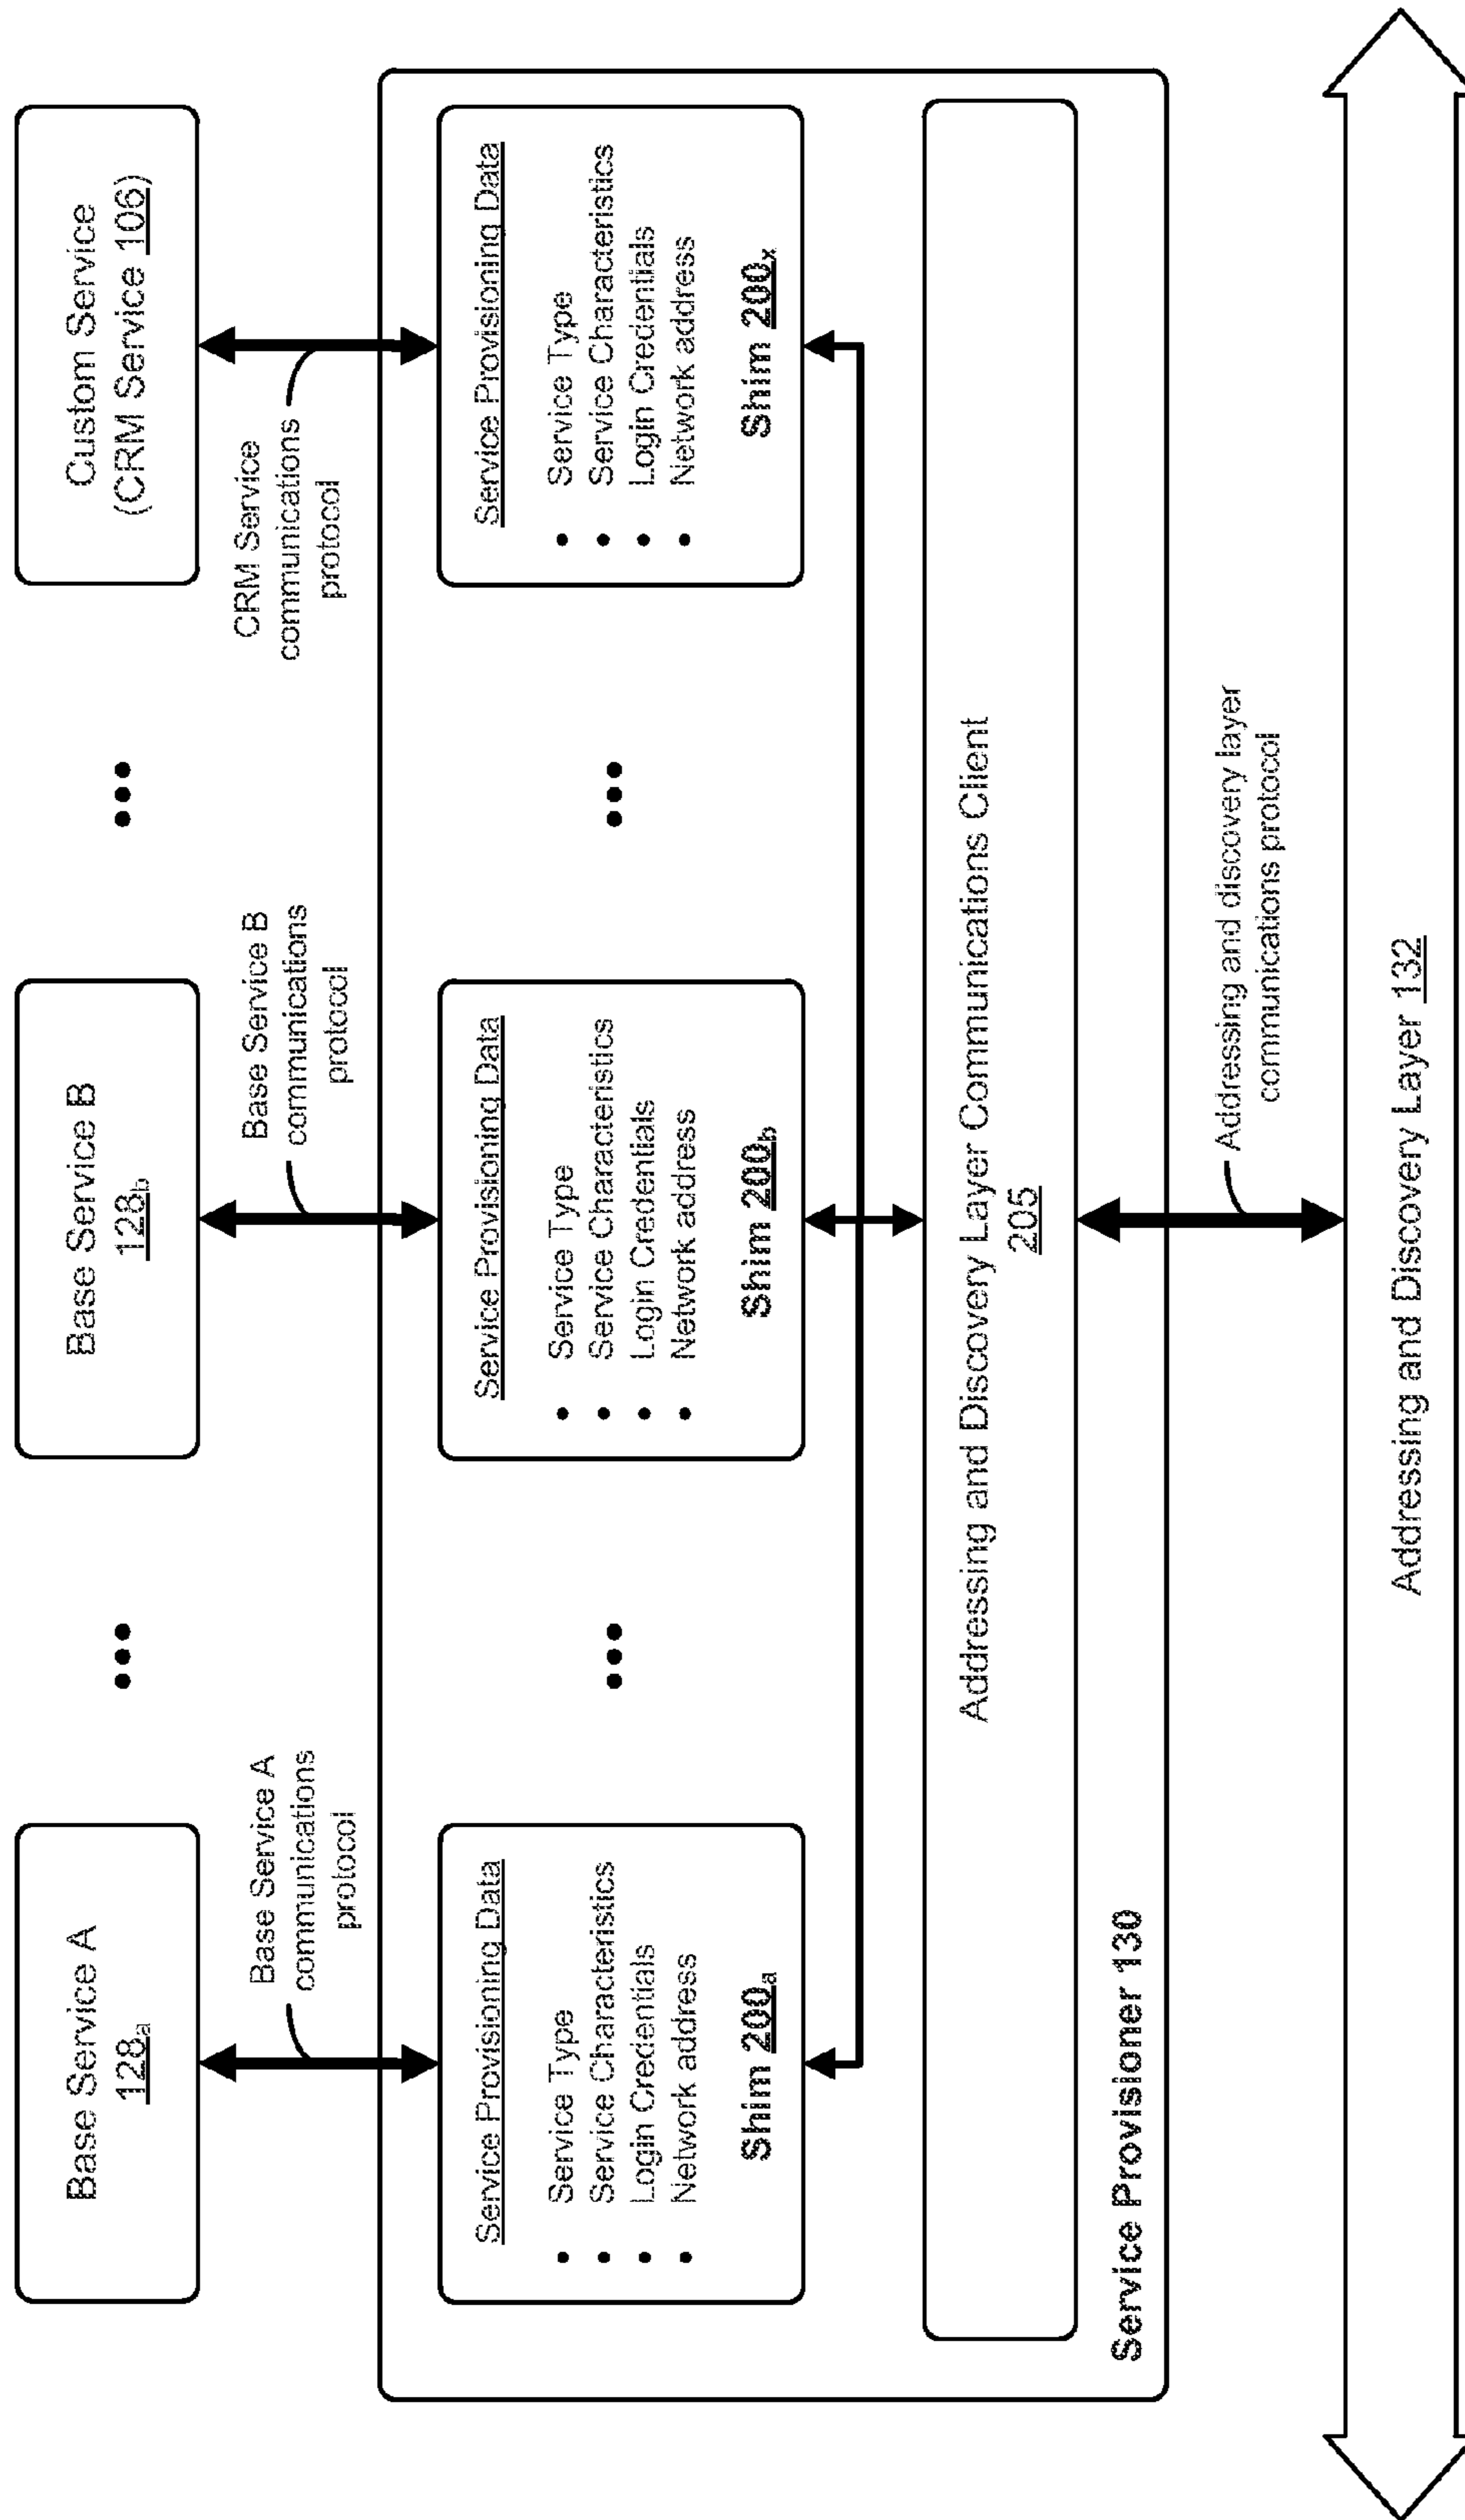 Base Service A
128a
Base Service B
128b
Custom Service
(CRM Service 106)
Base Service A
communications
protocol
Base Service B
communications
protocol
CRM Service
communications
protocol
Service Provisioning Data
• Service Type
• Service Characteristics
• Login Credentials
• Network address
Shim 200a
Service Provisioning Data
• Service Type
• Service Characteristics
• Login Credentials
• Network address
Shim 200b
Service Provisioning Data
• Service Type
• Service Characteristics
• Login Credentials
• Network address
Shim 200x
Addressing and Discovery Layer Communications Client
205
Service Provisioner 130
Addressing and discovery layer
communications protocol
Addressing and Discovery Layer 132